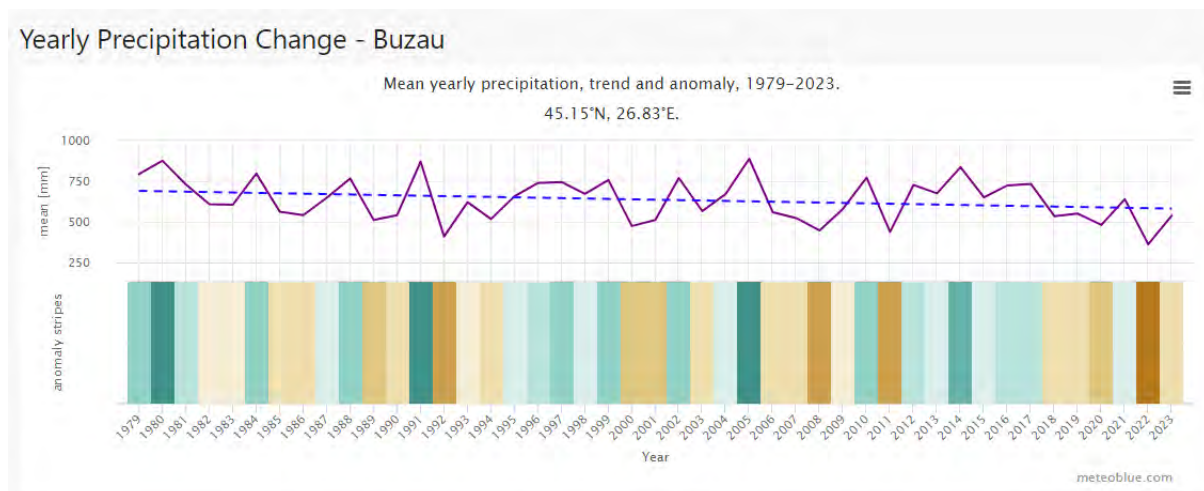 Yearly Precipitation Change - Buzau
Mean yearly precipitation, trend and anomaly, 1979-2023.
45.15°N, 26.83°E.
1000
750
500
250
mean [mm]
anomaly stripes
1979 1980 1981 1982 1983 1984 1985 1986 1987 1988 1989 1990 1991 1992 1993 1994 1995 1996 1997 1998 1999 2000 2001 2002 2003 2004 2005 2006 2007 2008 2009 2010 2011 2012 2013 2014 2015 2016 2017 2018 2019 2020 2021 2022 2023
Year
meteoblue.com